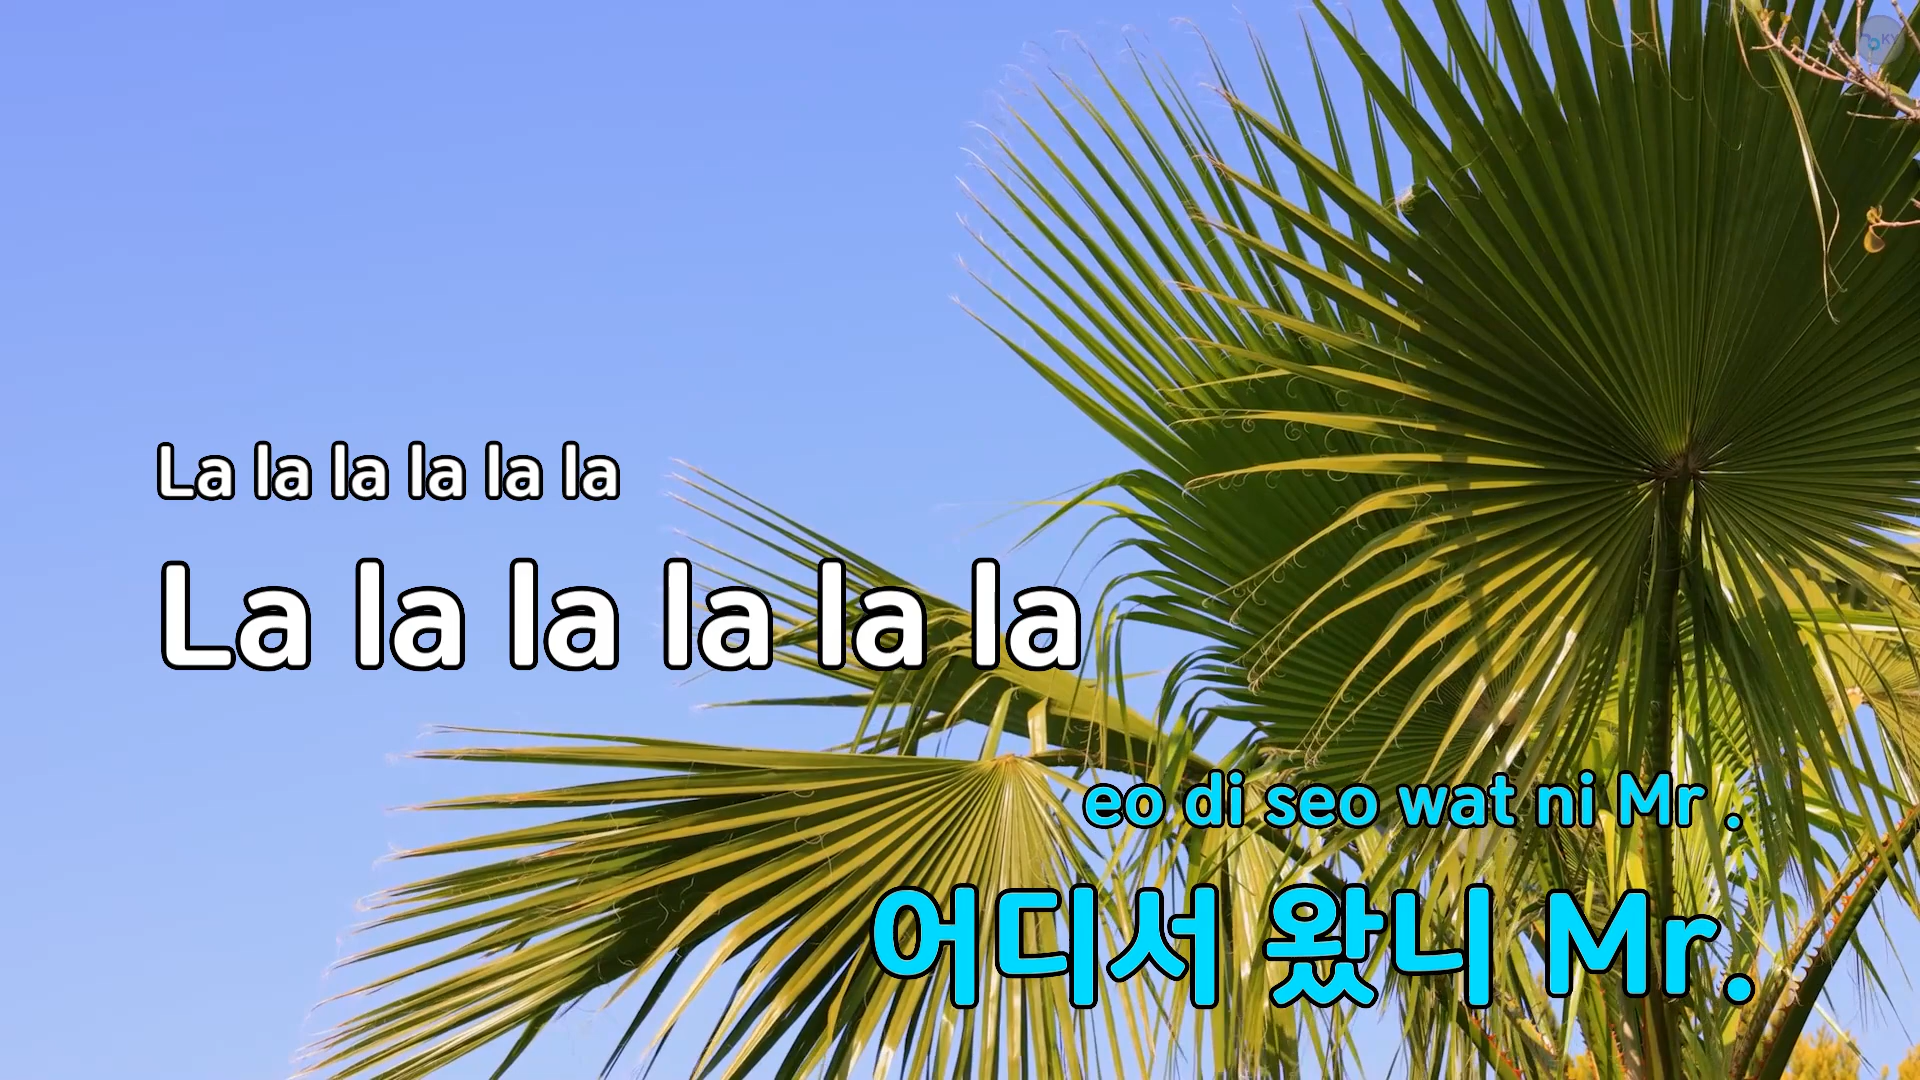 La la la la la la
La la la la la la
eo di seo wat ni Mr .
어디서 왔니 Mr.
KY